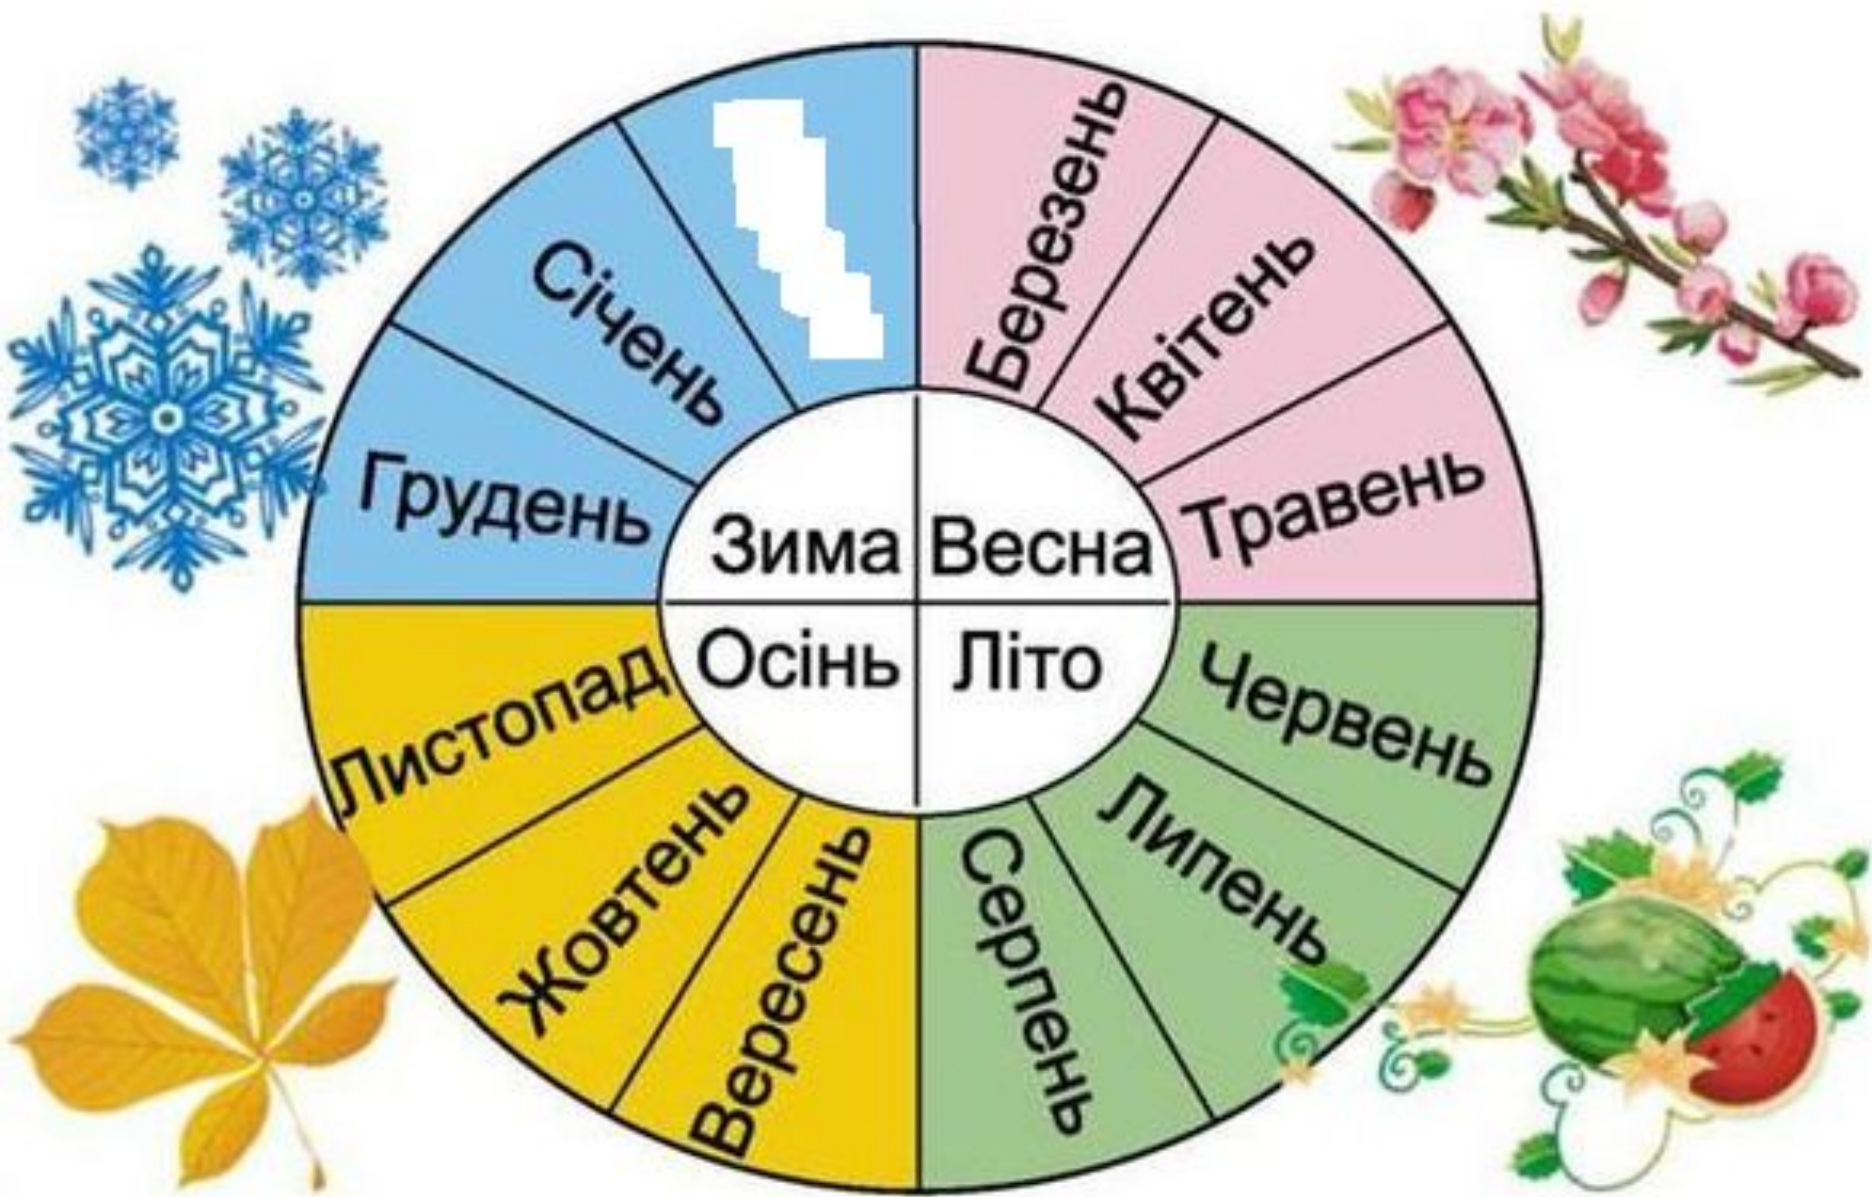 Березень
Квітень
Травень
Червень
Липень
Серпень
Вересень
Жовтень
Листопад
Грудень
Січень
Зима
Весна
Осінь
Літо